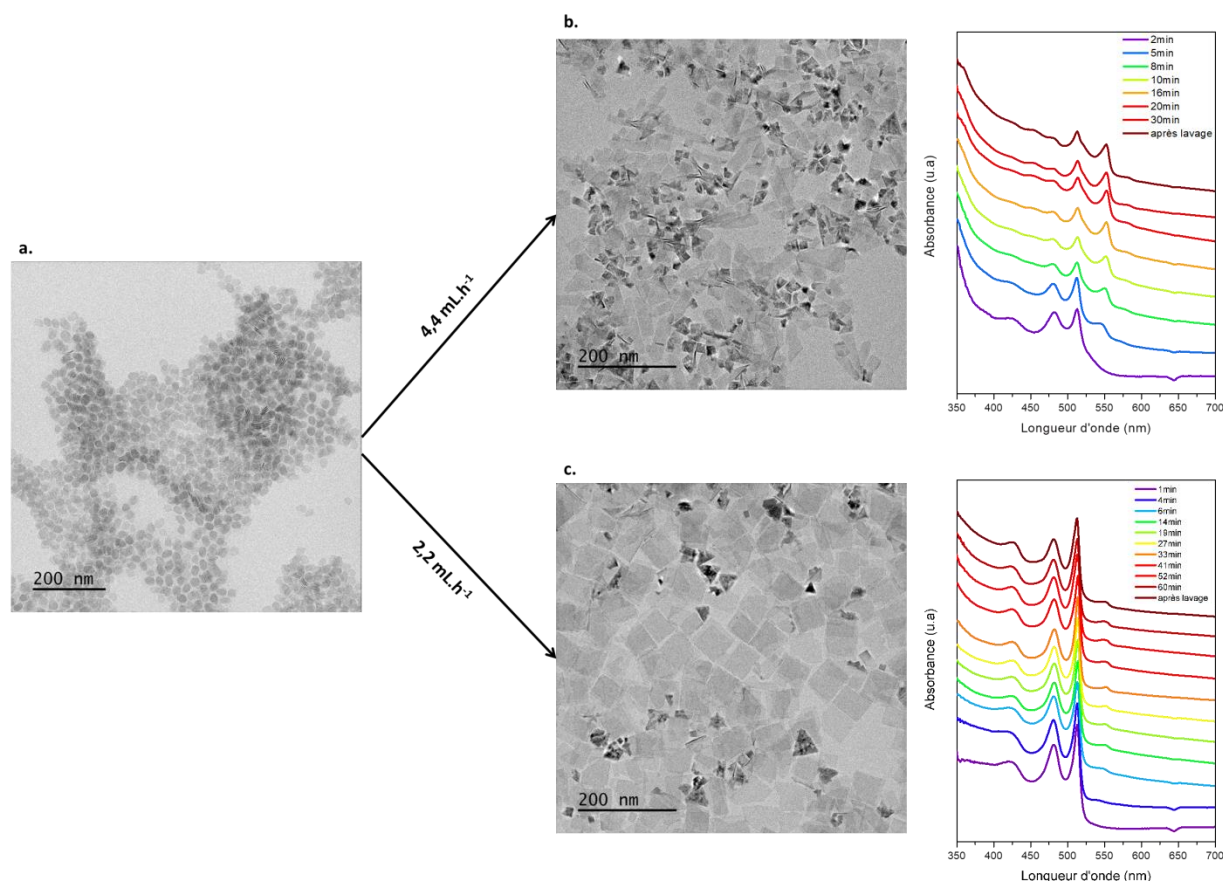 a.
200 nm
4,4 mL.h⁻¹
2,2 mL.h⁻¹
b.
200 nm
2min
5min
8min
10min
16min
20min
30min
après lavage
Absorbance (u.a)
350 400 450 500 550 600 650 700
Longueur d'onde (nm)
c.
200 nm
1min
4min
6min
14min
19min
27min
33min
41min
52min
60min
après lavage
Absorbance (u.a)
350 400 450 500 550 600 650 700
Longueur d'onde (nm)